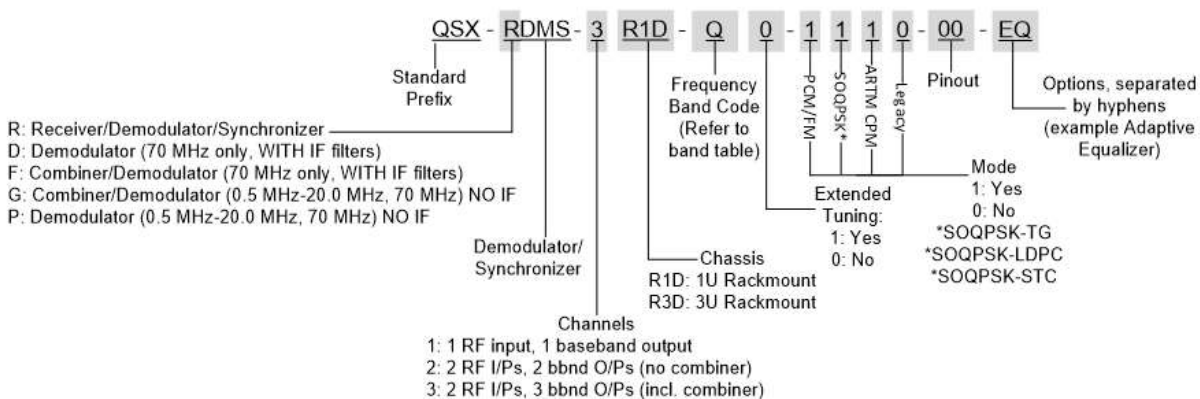 QSX - RDMS - 3 R1D - Q 0 - 1 1 1 0 - 00 - EQ
Standard
Prefix
R: Receiver/Demodulator/Synchronizer
D: Demodulator (70 MHz only, WITH IF filters)
F: Combiner/Demodulator (70 MHz only, WITH IF filters)
G: Combiner/Demodulator (0.5 MHz-20.0 MHz, 70 MHz) NO IF
P: Demodulator (0.5 MHz-20.0 MHz, 70 MHz) NO IF
Demodulator/
Synchronizer
Channels
1: 1 RF input, 1 baseband output
2: 2 RF I/Ps, 2 bbnd O/Ps (no combiner)
3: 2 RF I/Ps, 3 bbnd O/Ps (incl. combiner)
Chassis
R1D: 1U Rackmount
R3D: 3U Rackmount
Frequency
Band Code
(Refer to
band table)
Extended
Tuning:
1: Yes
0: No
PCM/FM
SOQPSK*
ARTM CPM
Legacy
Mode
1: Yes
0: No
*SOQPSK-TG
*SOQPSK-LDPC
*SOQPSK-STC
Pinout
Options, separated
by hyphens
(example Adaptive
Equalizer)